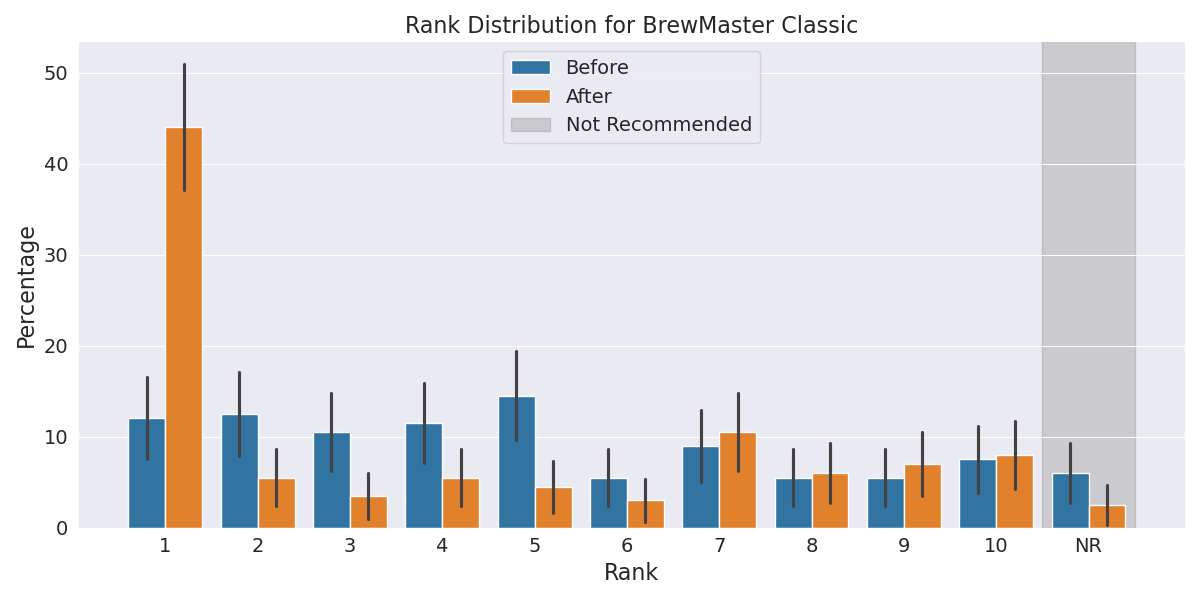 Rank Distribution for BrewMaster Classic
Before
After
Not Recommended
Percentage
50
40
30
20
10
0
1 2 3 4 5 6 7 8 9 10 NR
Rank